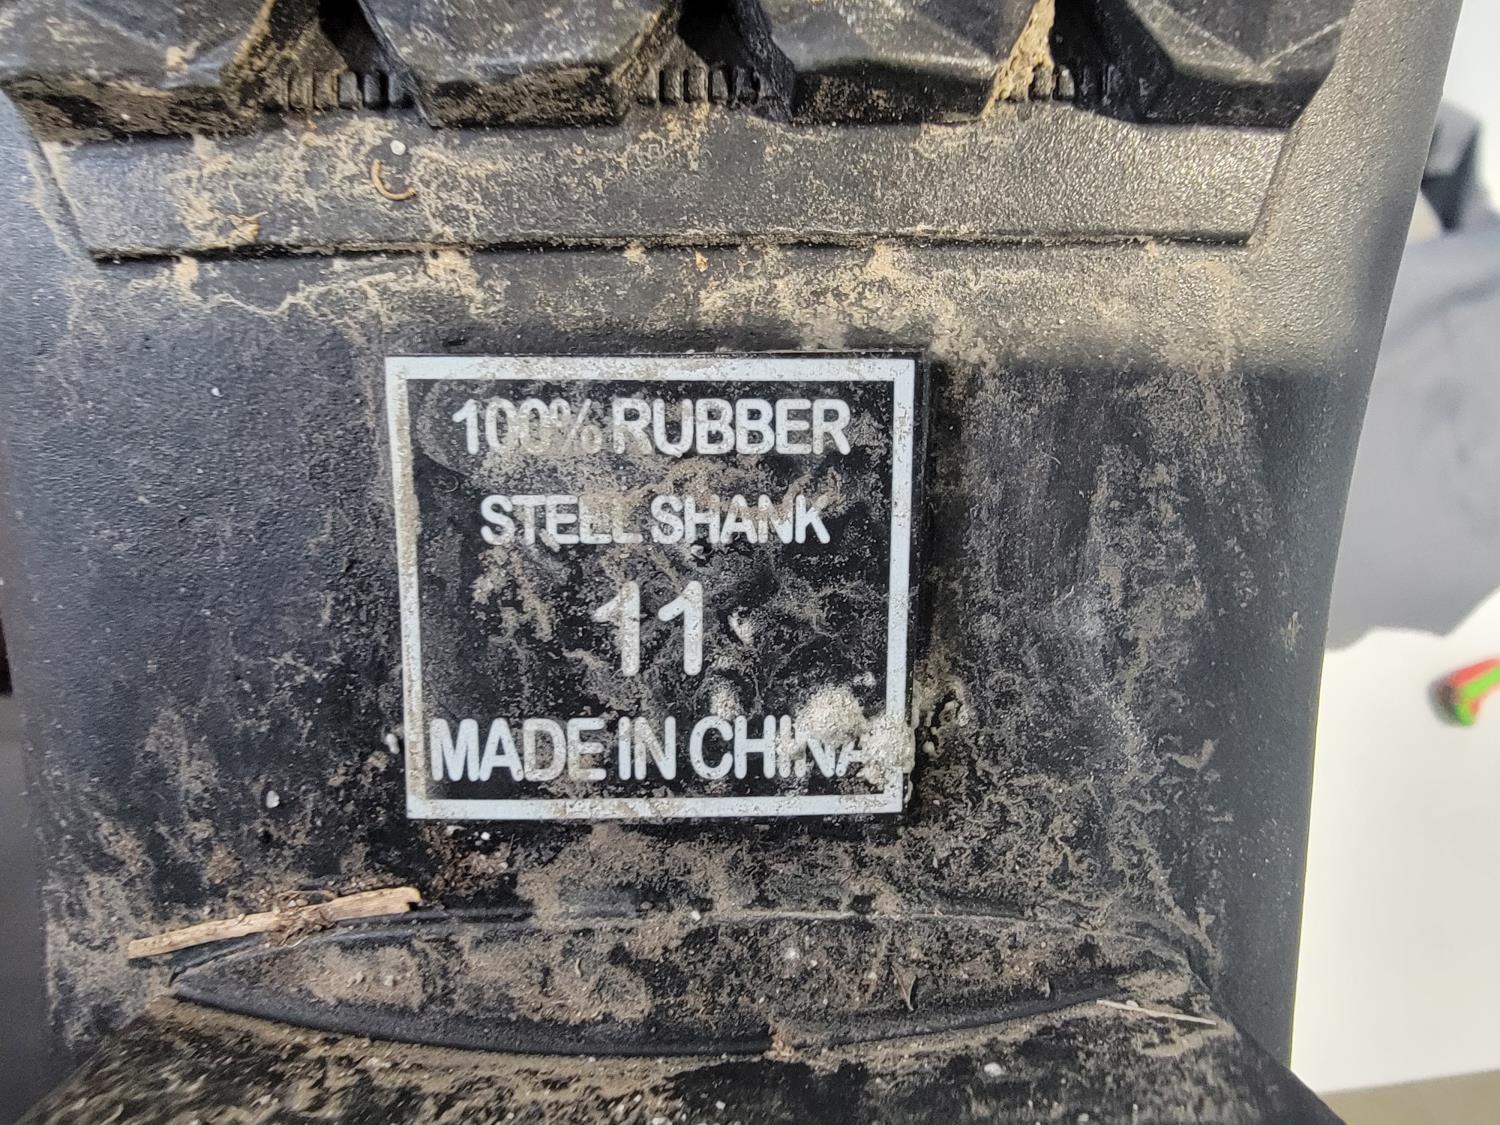 100% RUBBER
STELL SHANK
11
MADE IN CHINA